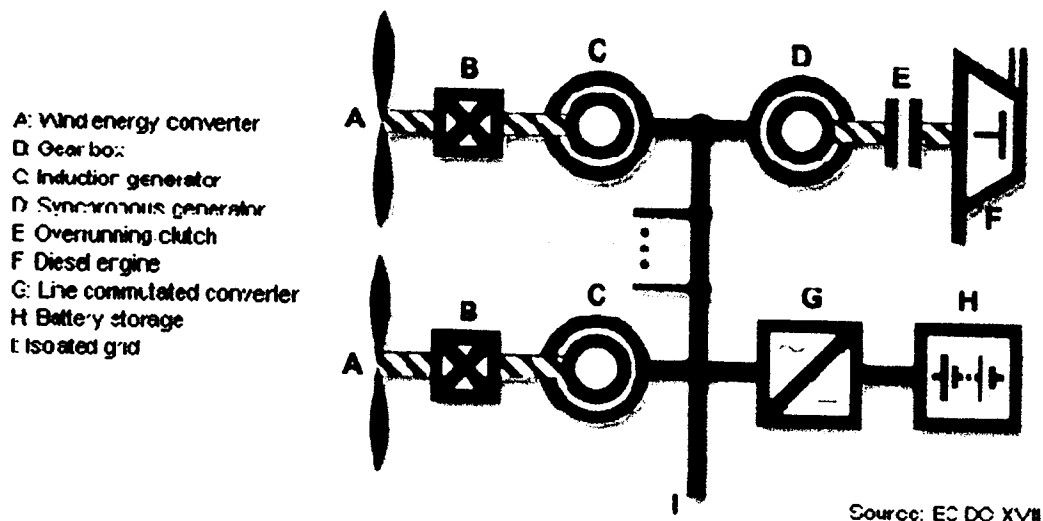 A: Wind energy converter
D: Gear box
C Induction generator
D: Syncnronous generator
E Overrunning clutch
F Diesel engine
G: Line commutated converter
H Battery storage
I: Isolated grid
A
B
C
D
E
F
A
B
C
G
H
I
Source: EC DG XVII